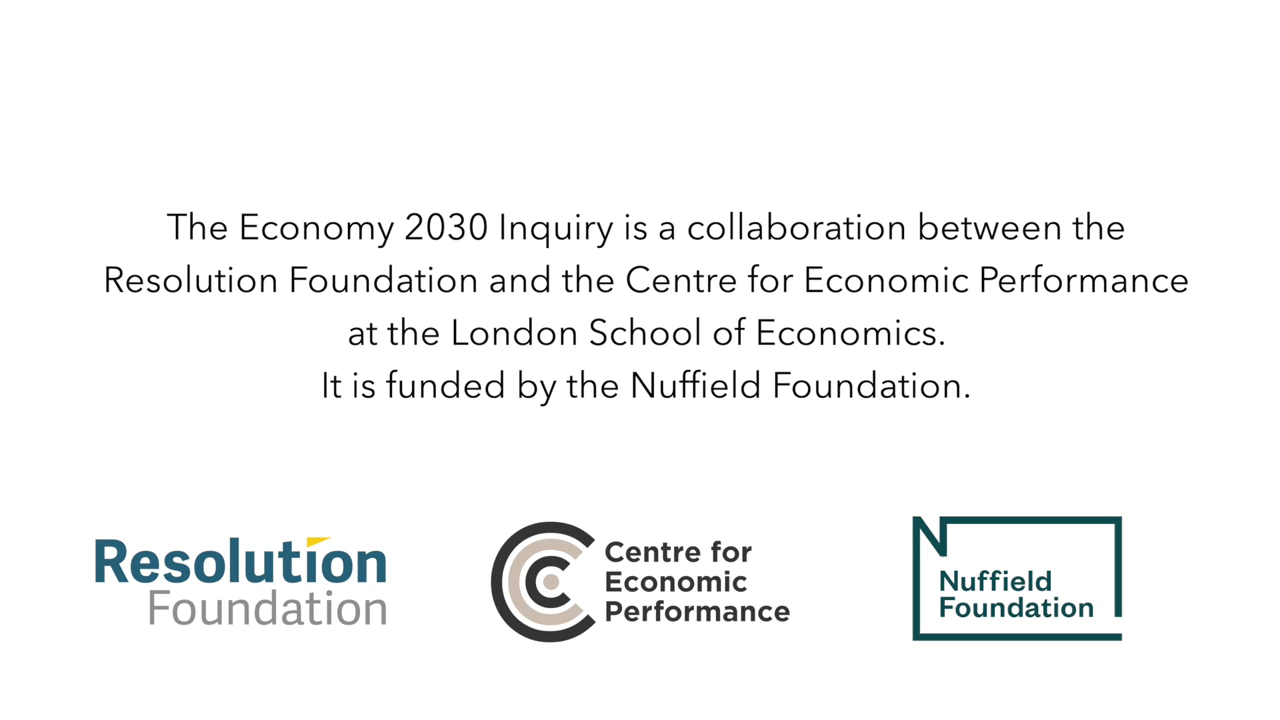 The Economy 2030 Inquiry is a collaboration between the
Resolution Foundation and the Centre for Economic Performance
at the London School of Economics.
It is funded by the Nuffield Foundation.
Resolution
Foundation
Centre for
Economic
Performance
Nuffield
Foundation